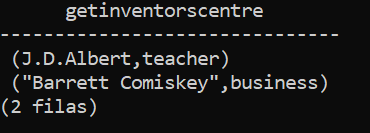 getinventorscentre
-------------------------------
(J.D.Albert,teacher)
("Barrett Comiskey",business)
(2 filas)